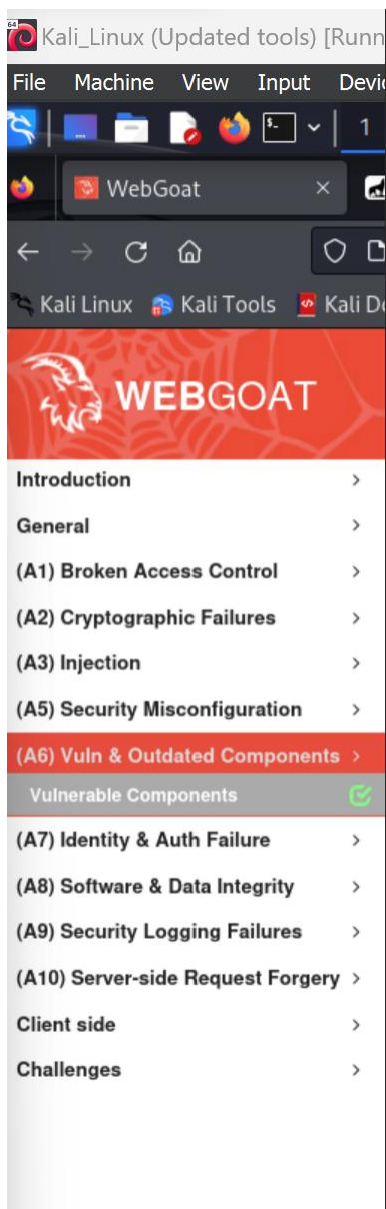 64
Kali_Linux (Updated tools) [Runn
File Machine View Input Devic
1
WebGoat
Kali Linux Kali Tools Kali Do
WEBGOAT
Introduction
General
(A1) Broken Access Control
(A2) Cryptographic Failures
(A3) Injection
(A5) Security Misconfiguration
(A6) Vuln & Outdated Components
Vulnerable Components
(A7) Identity & Auth Failure
(A8) Software & Data Integrity
(A9) Security Logging Failures
(A10) Server-side Request Forgery
Client side
Challenges